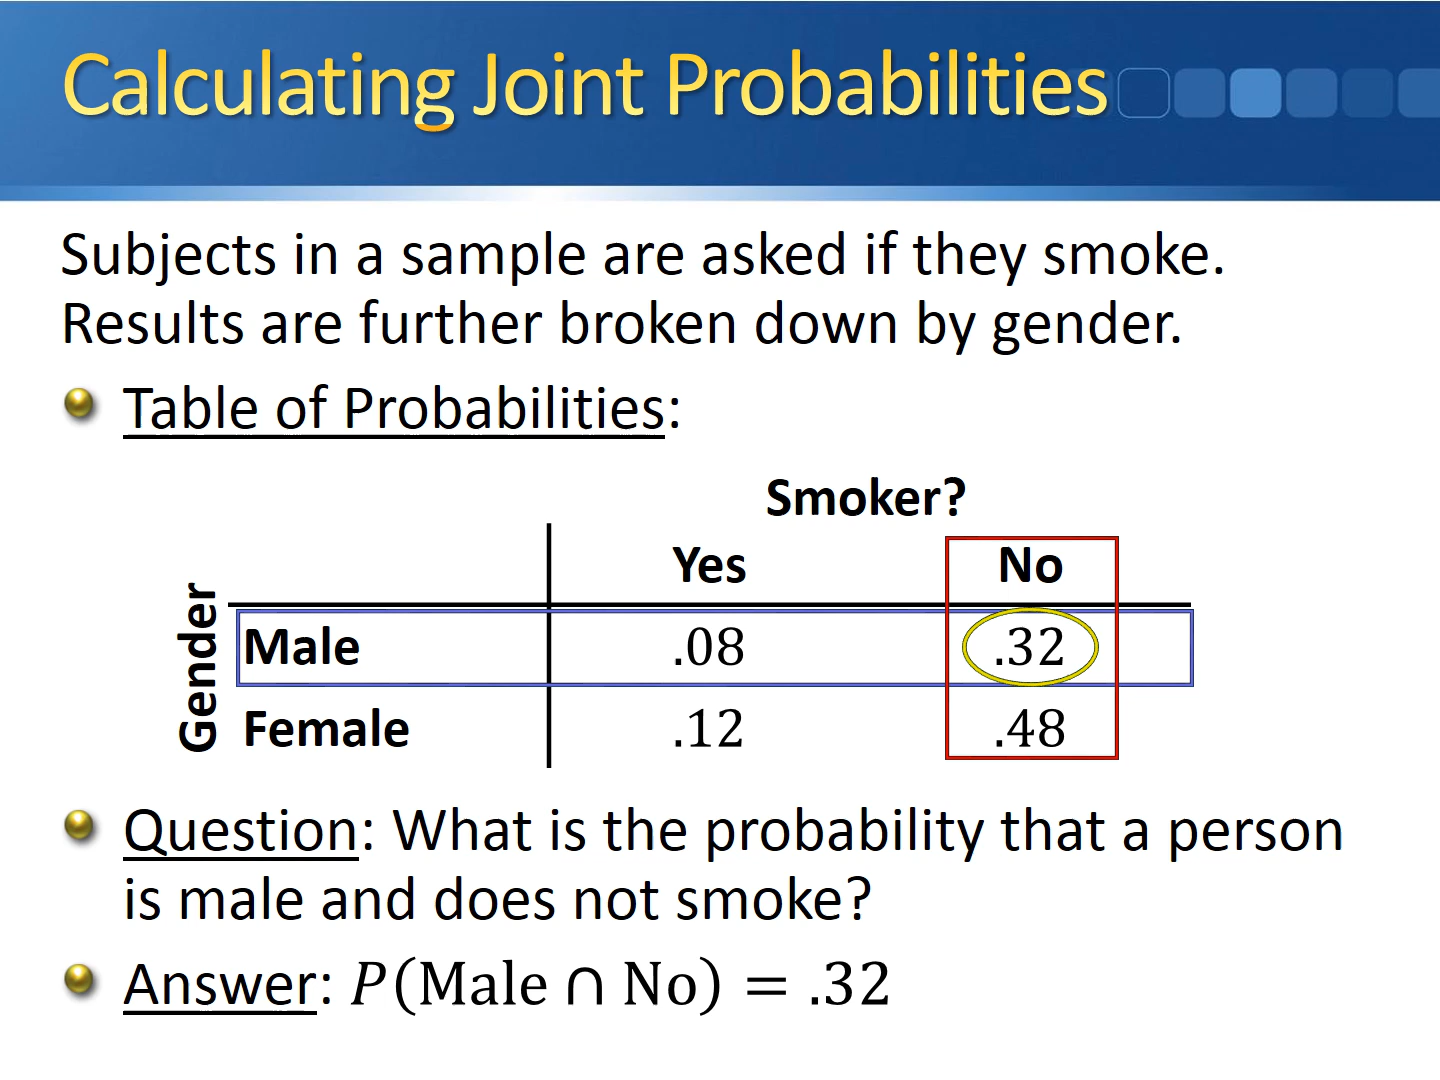 Calculating Joint Probabilities
Subjects in a sample are asked if they smoke.
Results are further broken down by gender.
Table of Probabilities:
Smoker?
Yes No
Gender
Male .08 .32
Female .12 .48
Question: What is the probability that a person
is male and does not smoke?
Answer: P(Male ∩ No) = .32